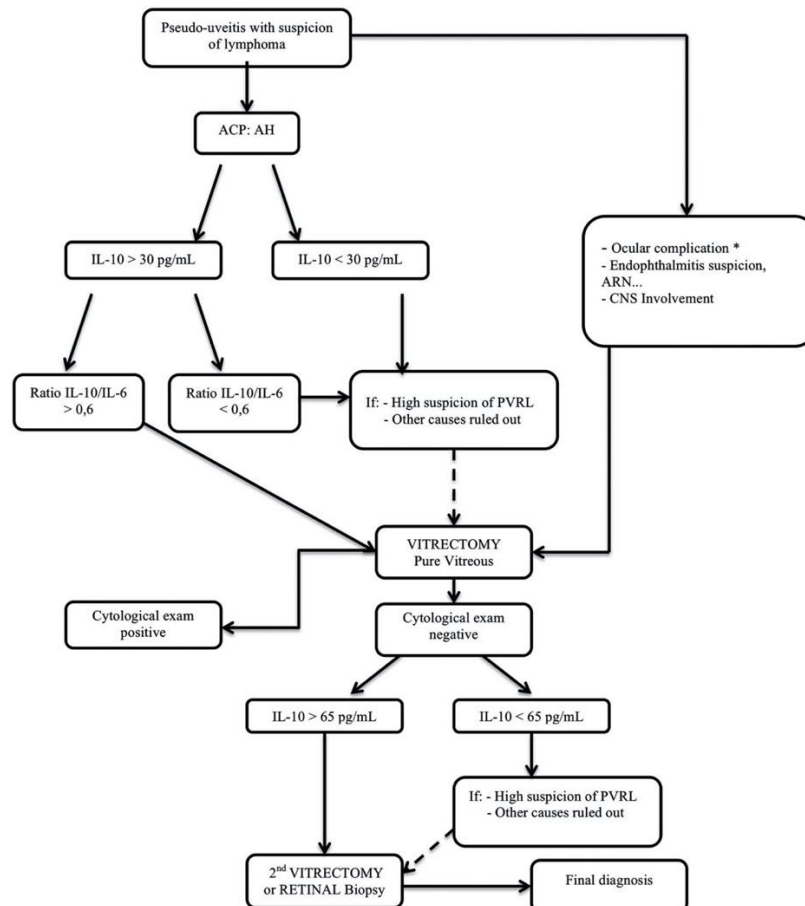 Pseudo-uveitis with suspicion
of lymphoma
ACP: AH
IL-10 > 30 pg/mL
IL-10 < 30 pg/mL
- Ocular complication *
- Endophthalmitis suspicion,
ARN...
- CNS Involvement
Ratio IL-10/IL-6
> 0,6
Ratio IL-10/IL-6
< 0,6
If: - High suspicion of PVRL
- Other causes ruled out
VITRECTOMY
Pure Vitreous
Cytological exam
positive
Cytological exam
negative
IL-10 > 65 pg/mL
IL-10 < 65 pg/mL
If: - High suspicion of PVRL
- Other causes ruled out
2nd VITRECTOMY
or RETINAL Biopsy
Final diagnosis